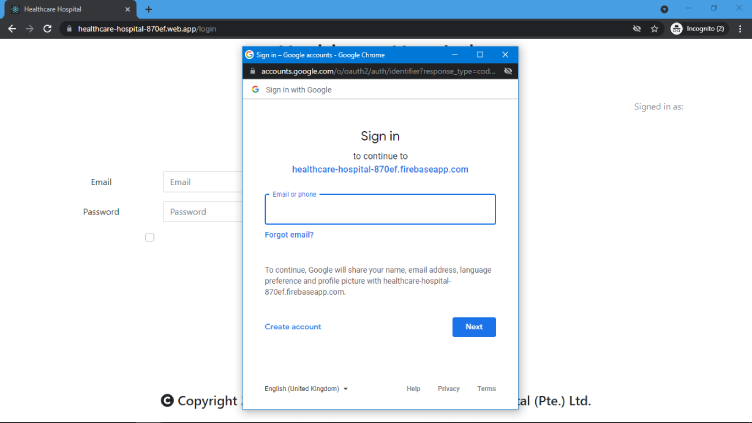 Healthcare Hospital
healthcare-hospital-870ef.web.app/login
Incognito (2)
Sign in – Google accounts - Google Chrome
accounts.google.com/o/oauth2/auth/identifier?response_type=cod...
Sign in with Google
Signed in as:
Sign in
to continue to
healthcare-hospital-870ef.firebaseapp.com
Email
Email
Password
Password
Email or phone
Forgot email?
To continue, Google will share your name, email address, language
preference and profile picture with healthcare-hospital-
870ef.firebaseapp.com.
Create account
Next
English (United Kingdom)
Help
Privacy
Terms
Copyright
(Pte.) Ltd.